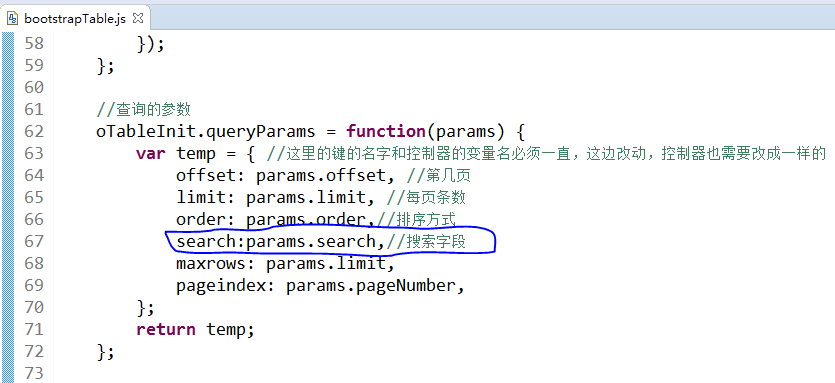 bootstrapTable.js
58 });
59 };
60
61 //查询的参数
62 oTableInit.queryParams = function(params) {
63 var temp = { //这里的键的名字和控制器的变量名必须一直，这边改动，控制器也需要改成一样的
64 offset: params.offset, //第几页
65 limit: params.limit, //每页条数
66 order: params.order,//排序方式
67 search:params.search,//搜索字段
68 maxrows: params.limit,
69 pageindex: params.pageNumber,
70 };
71 return temp;
72 };
73